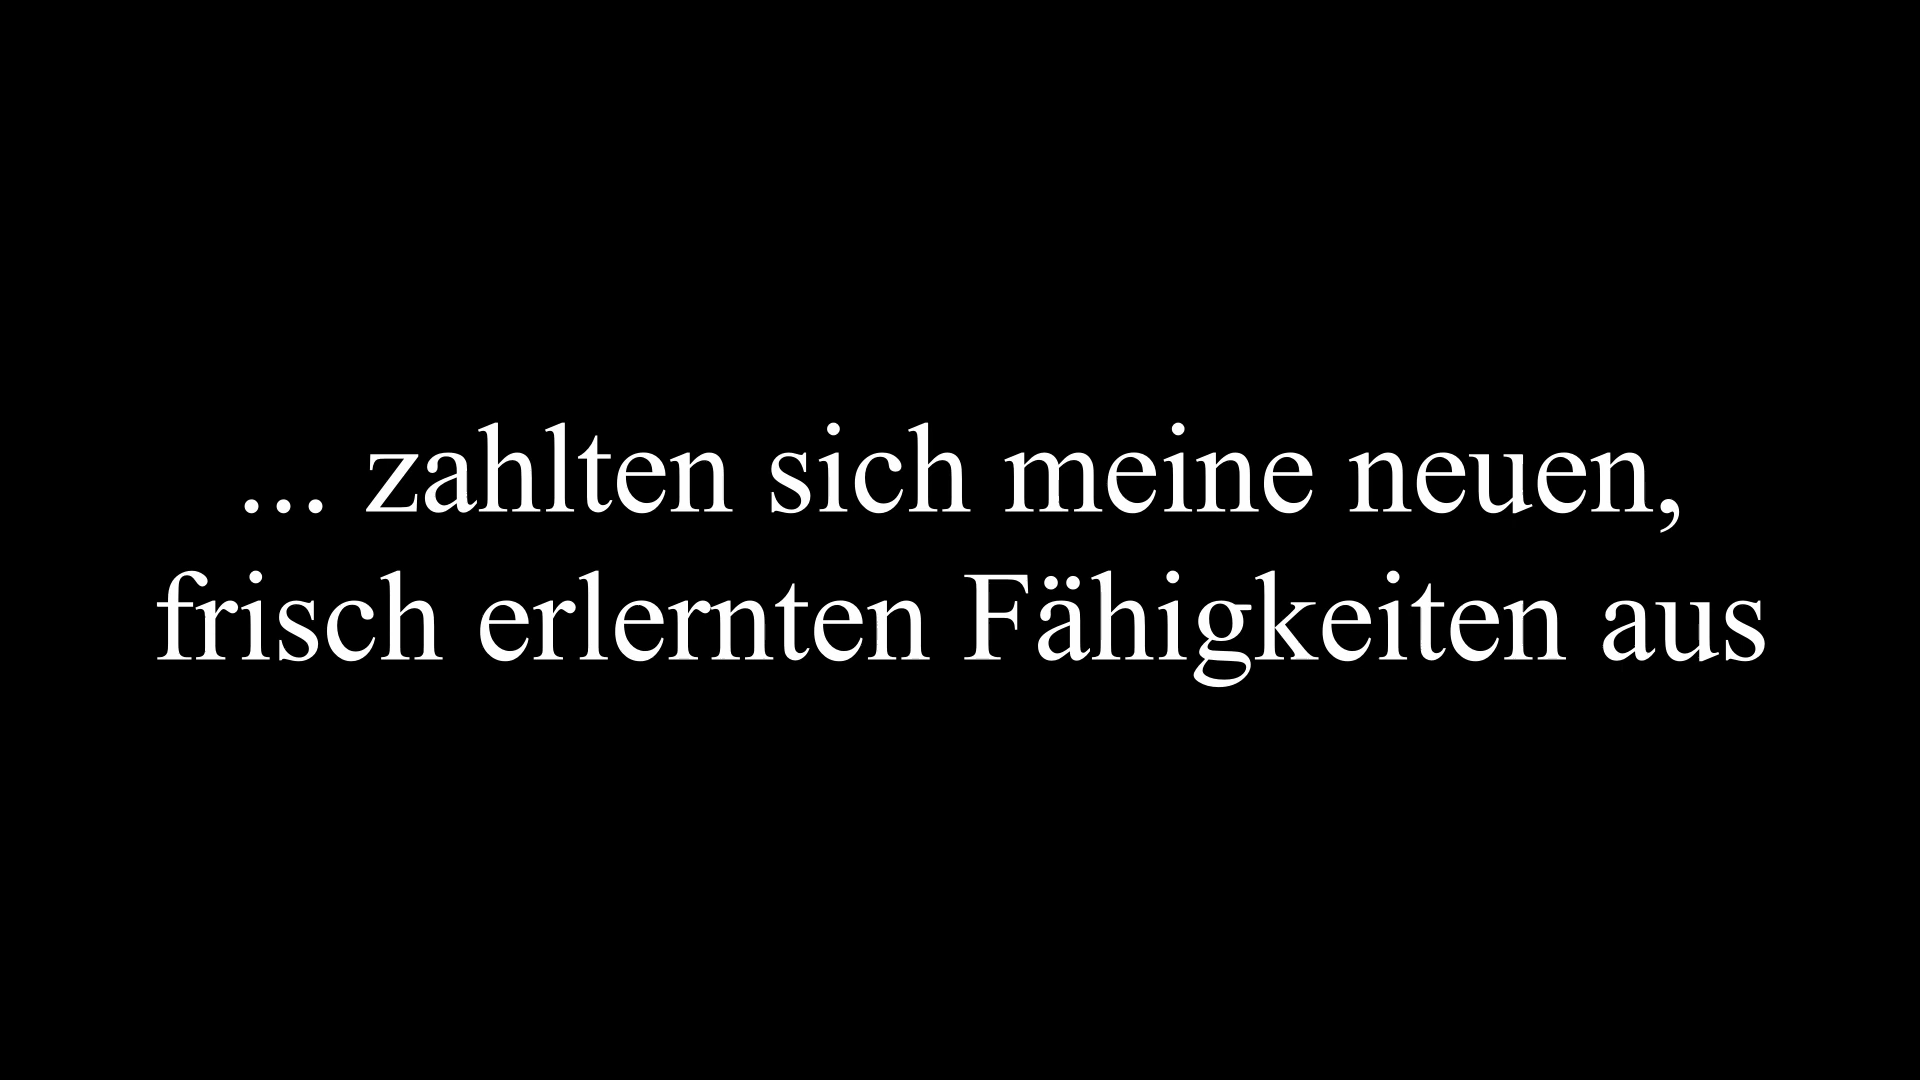 ... zahlten sich meine neuen,
frisch erlernten Fähigkeiten aus